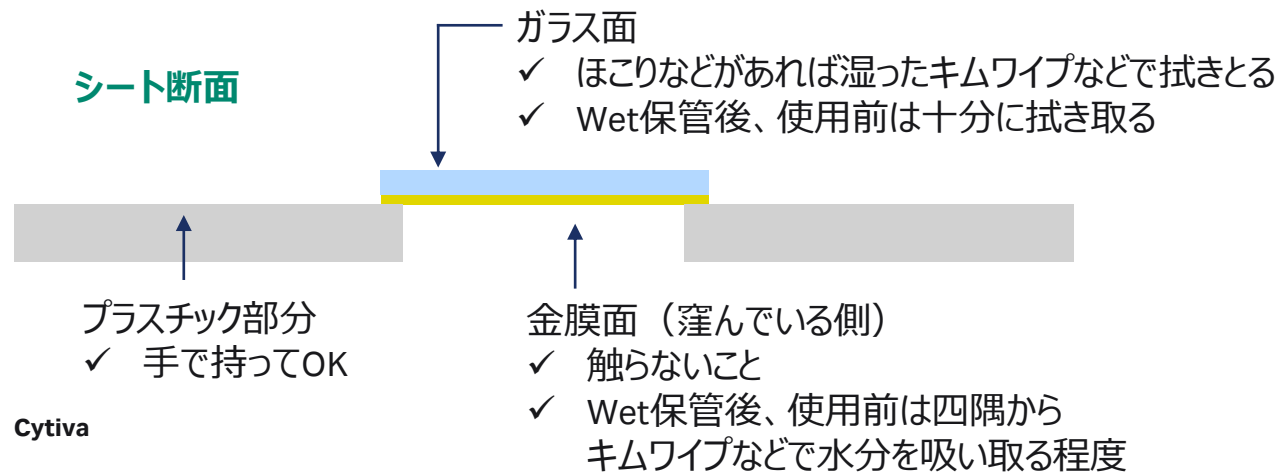 シート断面
ガラス面
✓ ほこりなどがあれば湿ったキムワイプなどで拭きとる
✓ Wet保管後、使用前は十分に拭き取る
プラスチック部分
✓ 手で持ってOK
金膜面（窪んでいる側）
✓ 触らないこと
✓ Wet保管後、使用前は四隅から
キムワイプなどで水分を吸い取る程度
Cytiva